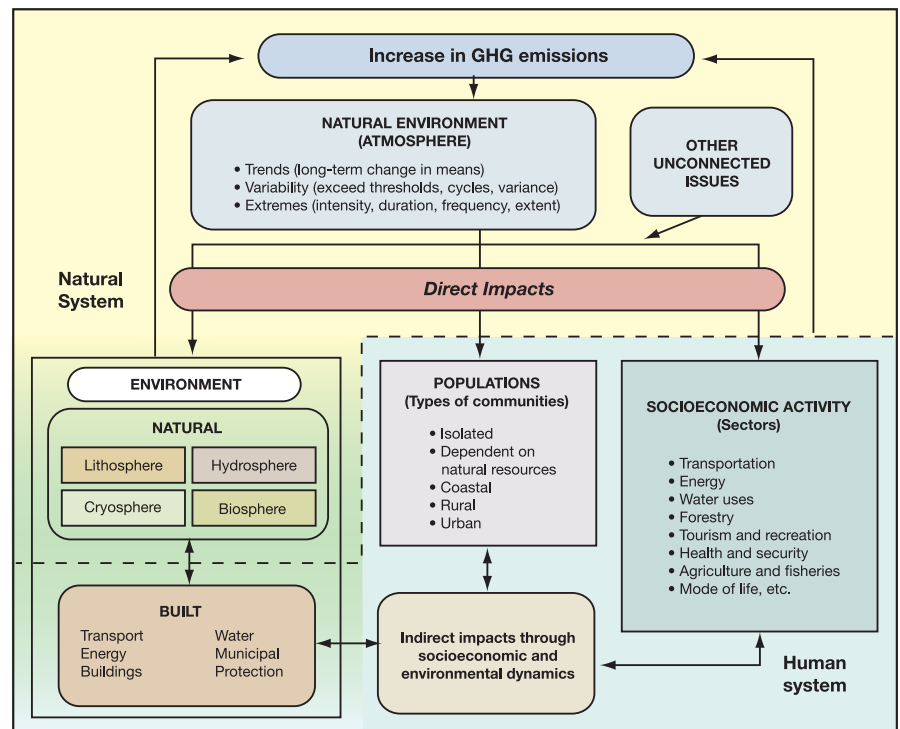 Increase in GHG emissions
NATURAL ENVIRONMENT
(ATMOSPHERE)
• Trends (long-term change in means)
• Variability (exceed thresholds, cycles, variance)
• Extremes (intensity, duration, frequency, extent)
OTHER
UNCONNECTED
ISSUES
Natural
System
Direct Impacts
ENVIRONMENT
NATURAL
Lithosphere
Hydrosphere
Cryosphere
Biosphere
BUILT
Transport
Energy
Buildings
Water
Municipal
Protection
POPULATIONS
(Types of communities)
• Isolated
• Dependent on
natural resources
• Coastal
• Rural
• Urban
Indirect impacts through
socioeconomic and
environmental dynamics
SOCIOECONOMIC ACTIVITY
(Sectors)
• Transportation
• Energy
• Water uses
• Forestry
• Tourism and recreation
• Health and security
• Agriculture and fisheries
• Mode of life, etc.
Human
system